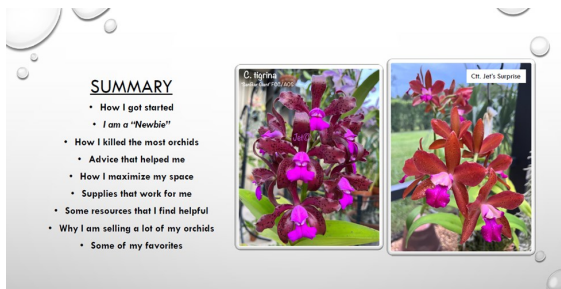 SUMMARY
• How I got started
• I am a "Newbie"
• How I killed the most orchids
• Advice that helped me
• How I maximize my space
• Supplies that work for me
• Some resources that I find helpful
• Why I am selling a lot of my orchids
• Some of my favorites
C. tigrina
Ctt. Jet's Surprise